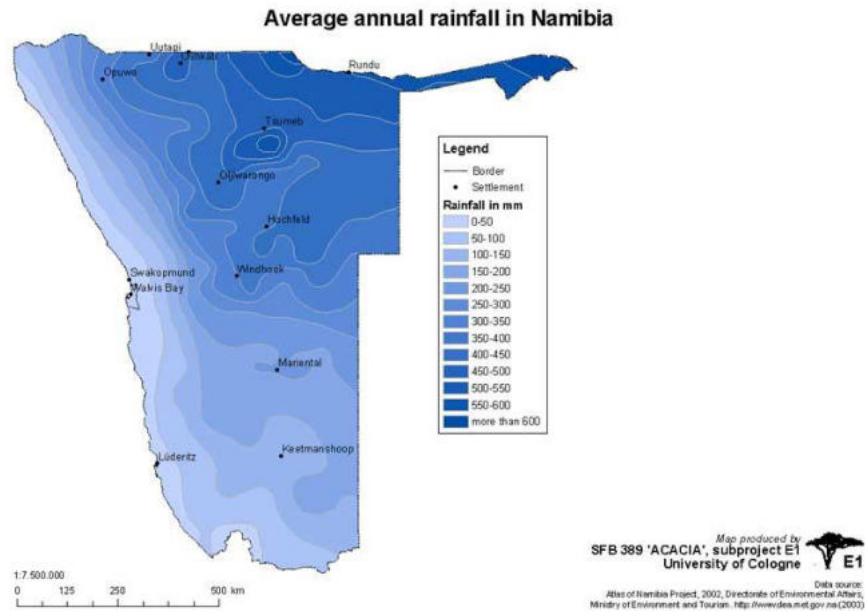 Average annual rainfall in Namibia
Uutapi
Opuwo
Rundu
Tsumeb
Otjiwarongo
Hochfeld
Windhoek
Swakopmund
Walvis Bay
Mariental
Keetmanshoop
Lüderitz
Legend
Border
Settlement
Rainfall in mm
0-50
50-100
100-150
150-200
200-250
250-300
300-350
350-400
400-450
450-500
500-550
550-600
more than 600
1:7.500.000
0 125 250 500 km
Map produced by
SFB 389 'ACACIA', subproject E1
University of Cologne
E1
Data source:
Atlas of Namibia Project, 2002, Directorate of Environmental Affairs,
Ministry of Environment and Tourism
(2003)